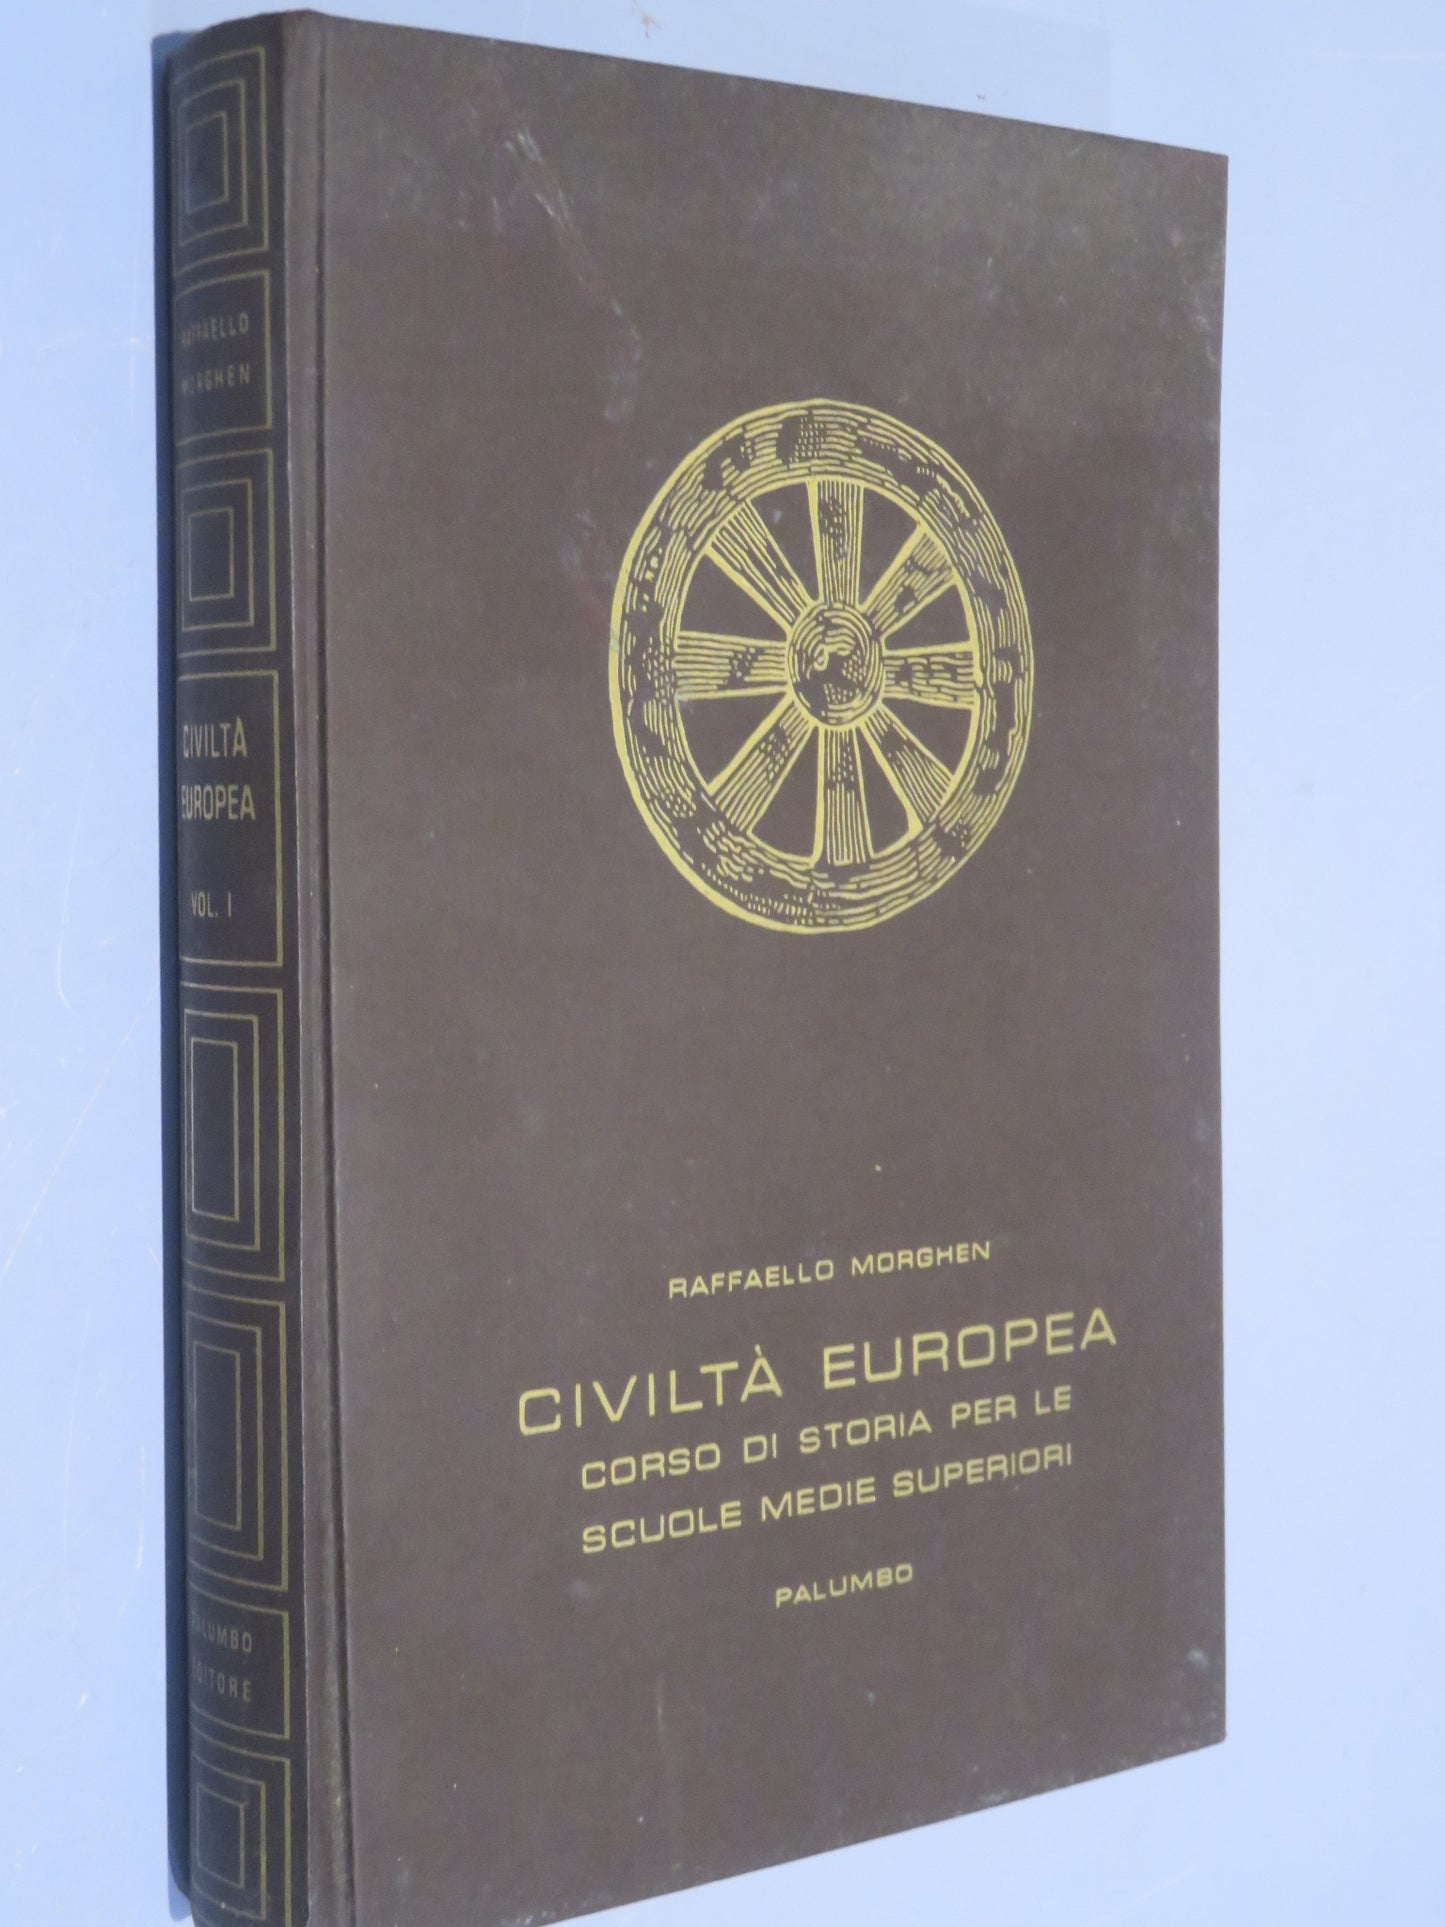 RAFFAELLO
MORGHEN
CIVILTÀ
EUROPEA
VOL. I
PALUMBO
EDITORE
RAFFAELLO MORGHEN
CIVILTÀ EUROPEA
CORSO DI STORIA PER LE
SCUOLE MEDIE SUPERIORI
PALUMBO